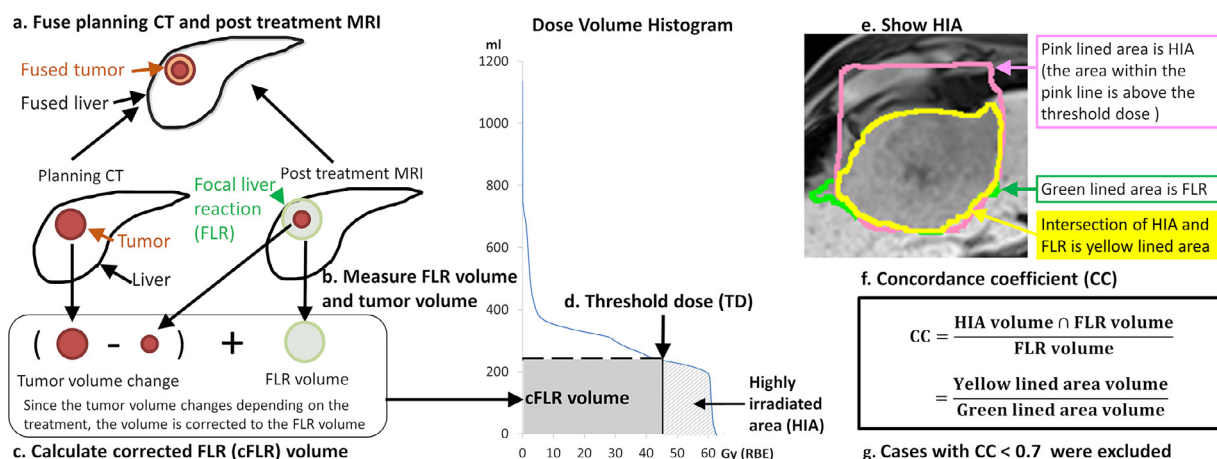 a. Fuse planning CT and post treatment MRI
Fused tumor
Fused liver
Planning CT
Post treatment MRI
Focal liver
reaction
(FLR)
Tumor
Liver
b. Measure FLR volume
and tumor volume
( - ) +
Tumor volume change
FLR volume
Since the tumor volume changes depending on the
treatment, the volume is corrected to the FLR volume
c. Calculate corrected FLR (cFLR) volume
Dose Volume Histogram
ml
1200
1000
800
600
400
200
0
0
10
20
30
40
50
60
Gy (RBE)
d. Threshold dose (TD)
cFLR volume
Highly
irradiated
area (HIA)
e. Show HIA
Pink lined area is HIA
(the area within the
pink line is above the
threshold dose )
Green lined area is FLR
Intersection of HIA and
FLR is yellow lined area
f. Concordance coefficient (CC)
CC = HIA volume ∩ FLR volume
FLR volume
= Yellow lined area volume
Green lined area volume
g. Cases with CC < 0.7 were excluded